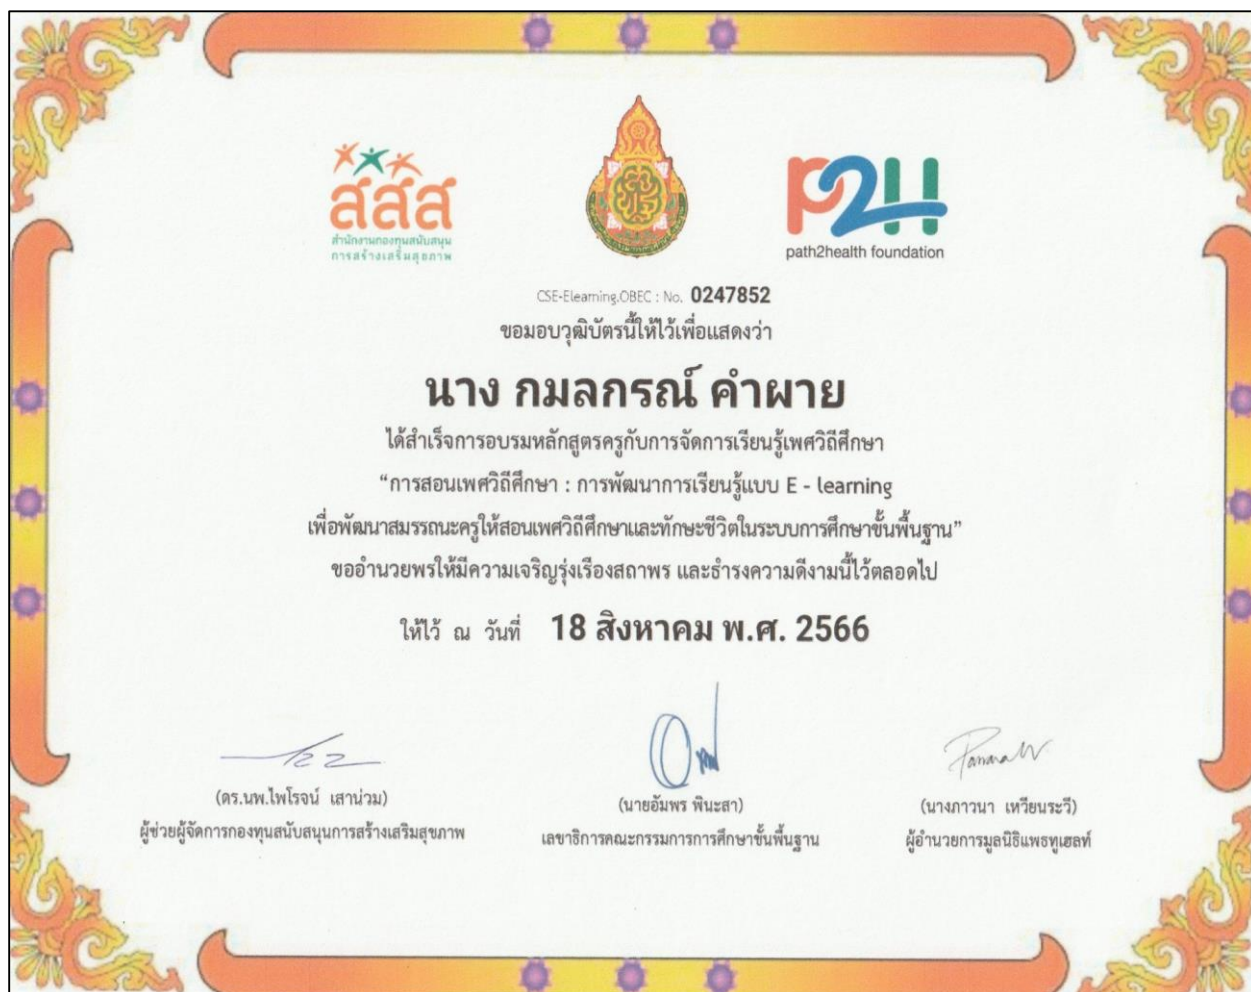 สสส
สำนักงานกองทุนสนับสนุน
การสร้างเสริมสุขภาพ
P2H
path2health foundation
CSE-Elearning.OBEC : No. 0247852
ขอมอบวุฒิบัตรนี้ให้ไว้เพื่อแสดงว่า
นาง กมลกรณ์ คำผาย
ได้สำเร็จการอบรมหลักสูตรครูกับการจัดการเรียนรู้เพศวิถีศึกษา
“การสอนเพศวิถีศึกษา : การพัฒนาการเรียนรู้แบบ E - learning
เพื่อพัฒนาสมรรถนะครูให้สอนเพศวิถีศึกษาและทักษะชีวิตในระบบการศึกษาขั้นพื้นฐาน”
ขออำนวยพรให้มีความเจริญรุ่งเรืองสถาพร และธำรงความดีงามนี้ไว้ตลอดไป
ให้ไว้ ณ วันที่ 18 สิงหาคม พ.ศ. 2566
(ดร.นพ.ไพโรจน์ เสาน่วม)
ผู้ช่วยผู้จัดการกองทุนสนับสนุนการสร้างเสริมสุขภาพ
(นายอัมพร พินะสา)
เลขาธิการคณะกรรมการการศึกษาขั้นพื้นฐาน
(นางภาวนา เหวียนระวี)
ผู้อำนวยการมูลนิธิแพธทูเฮลท์